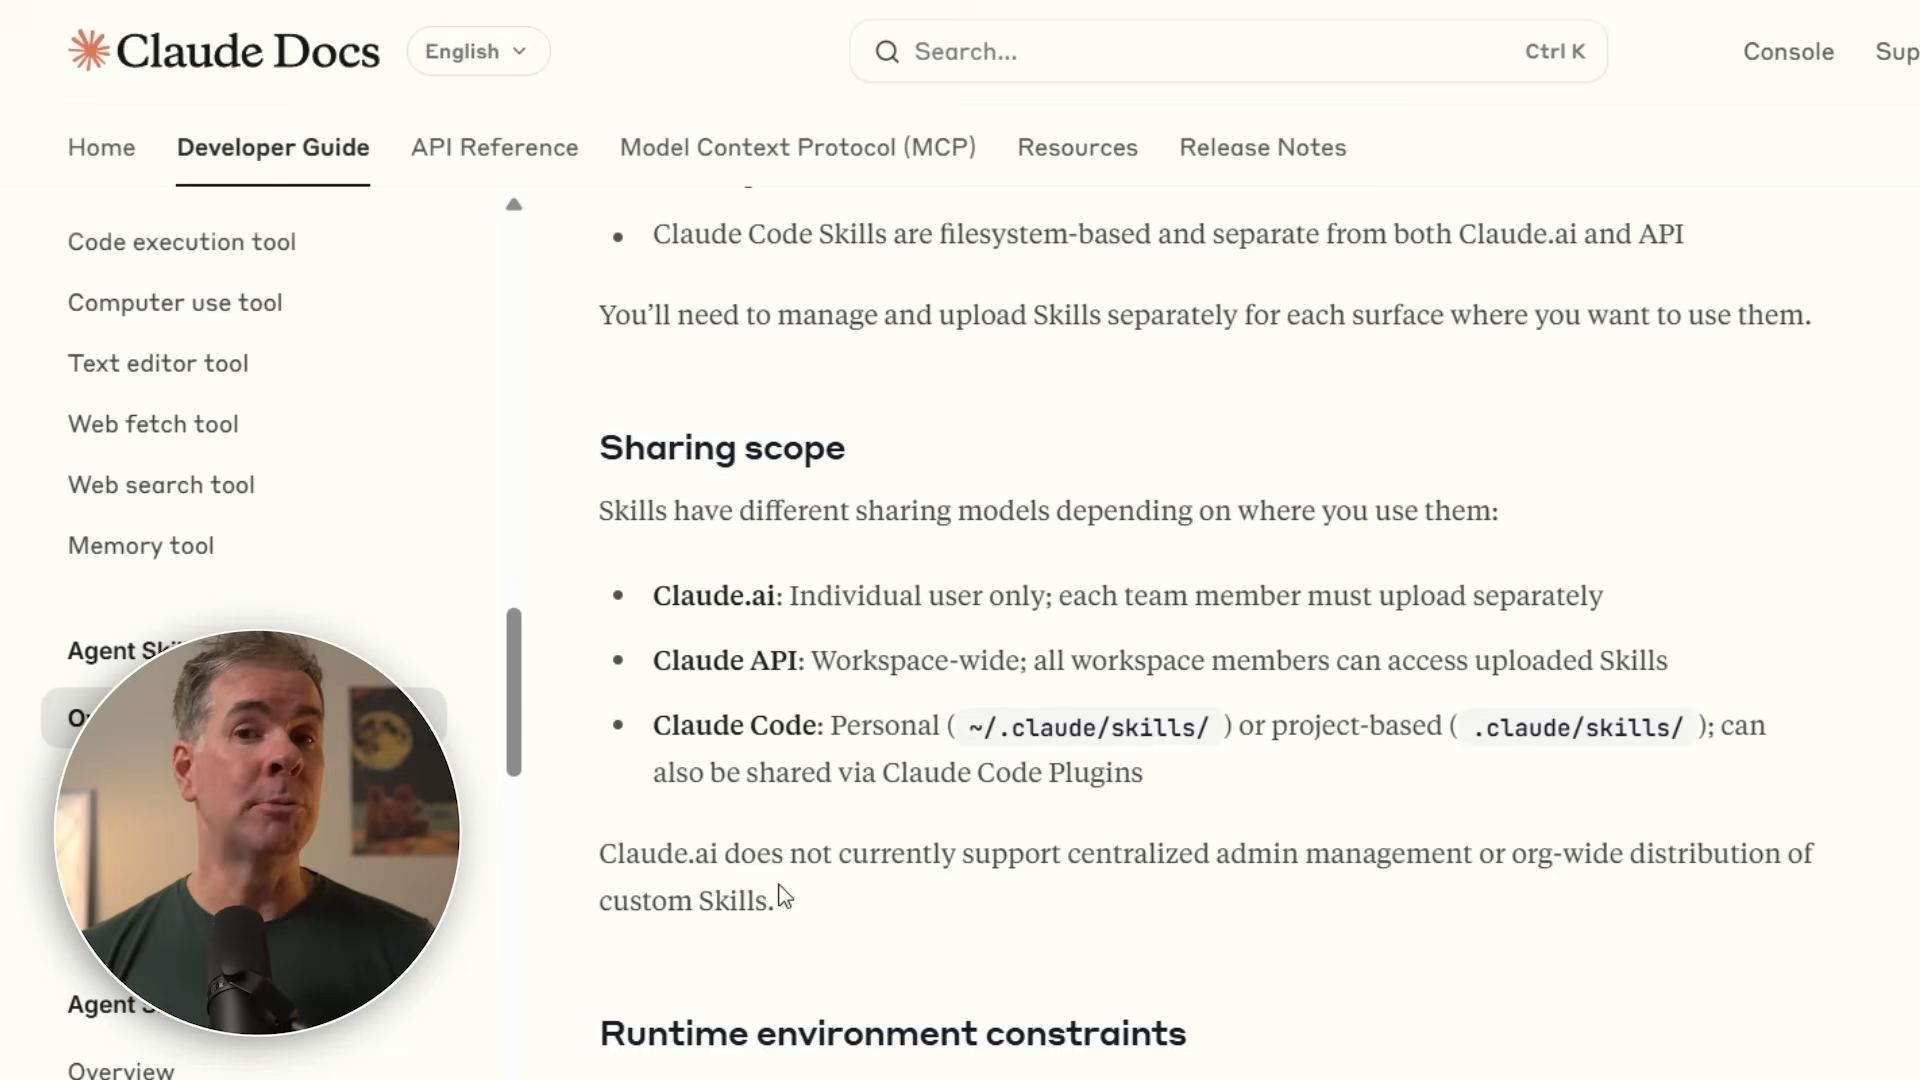 Claude Docs
English
Search...
Ctrl K
Console
Sup
Home
Developer Guide
API Reference
Model Context Protocol (MCP)
Resources
Release Notes
Code execution tool
Computer use tool
Text editor tool
Web fetch tool
Web search tool
Memory tool
Agent
Agent
Overview
• Claude Code Skills are filesystem-based and separate from both Claude.ai and API
You’ll need to manage and upload Skills separately for each surface where you want to use them.
Sharing scope
Skills have different sharing models depending on where you use them:
• Claude.ai: Individual user only; each team member must upload separately
• Claude API: Workspace-wide; all workspace members can access uploaded Skills
• Claude Code: Personal ( ~/.claude/skills/ ) or project-based ( .claude/skills/ ); can
also be shared via Claude Code Plugins
Claude.ai does not currently support centralized admin management or org-wide distribution of
custom Skills.
Runtime environment constraints